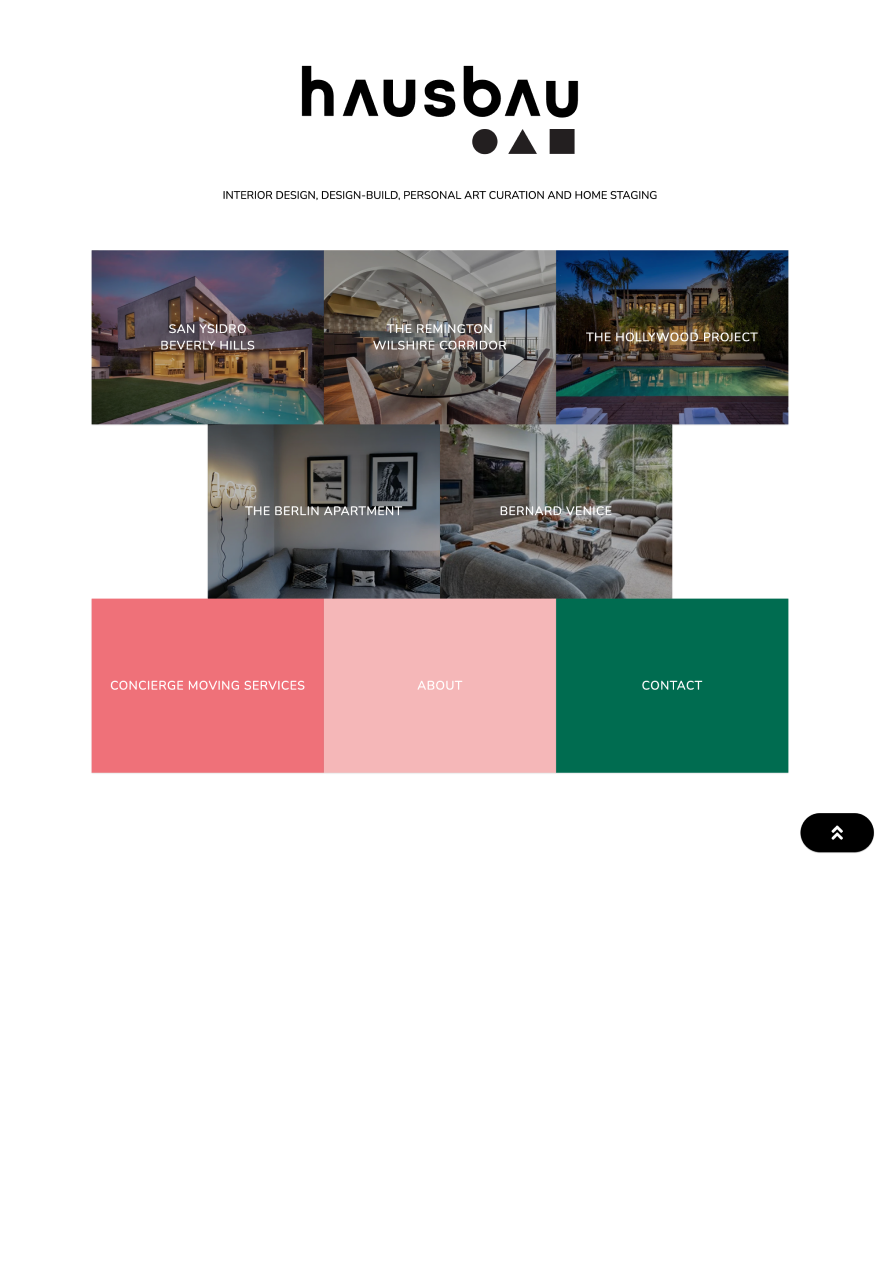 hausbau
INTERIOR DESIGN, DESIGN-BUILD, PERSONAL ART CURATION AND HOME STAGING
SAN YSIDRO
BEVERLY HILLS
THE REMINGTON
WILSHIRE CORRIDOR
THE HOLLYWOOD PROJECT
THE BERLIN APARTMENT
BERNARD VENICE
CONCIERGE MOVING SERVICES
ABOUT
CONTACT